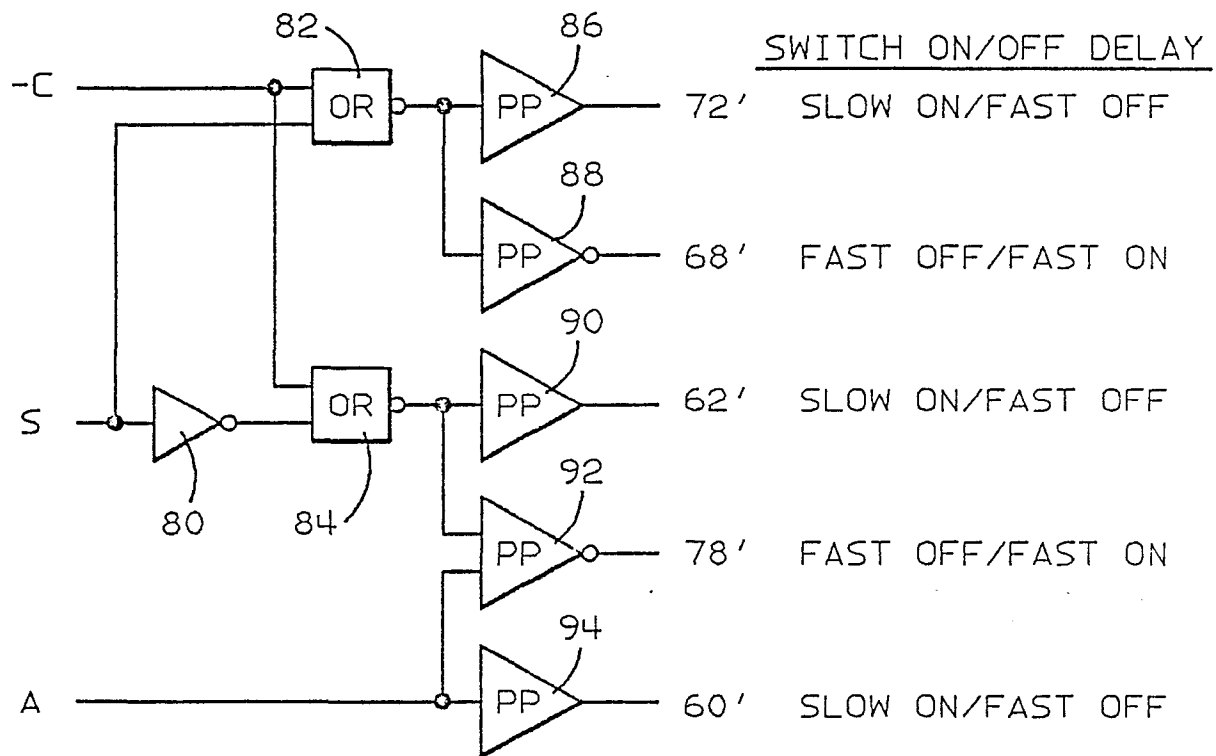 82
86
SWITCH ON/OFF DELAY
-C
OR
PP
72' SLOW ON/FAST OFF
88
PP
68' FAST OFF/FAST ON
90
S
OR
PP
62' SLOW ON/FAST OFF
80
84
92
PP
78' FAST OFF/FAST ON
94
A
PP
60' SLOW ON/FAST OFF